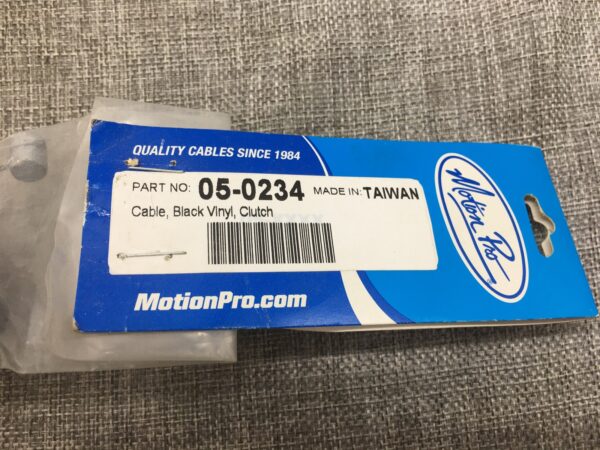 QUALITY CABLES SINCE 1984
PART NO: 05-0234 MADE IN: TAIWAN
Cable, Black Vinyl, Clutch
Motion Pro
MotionPro.com